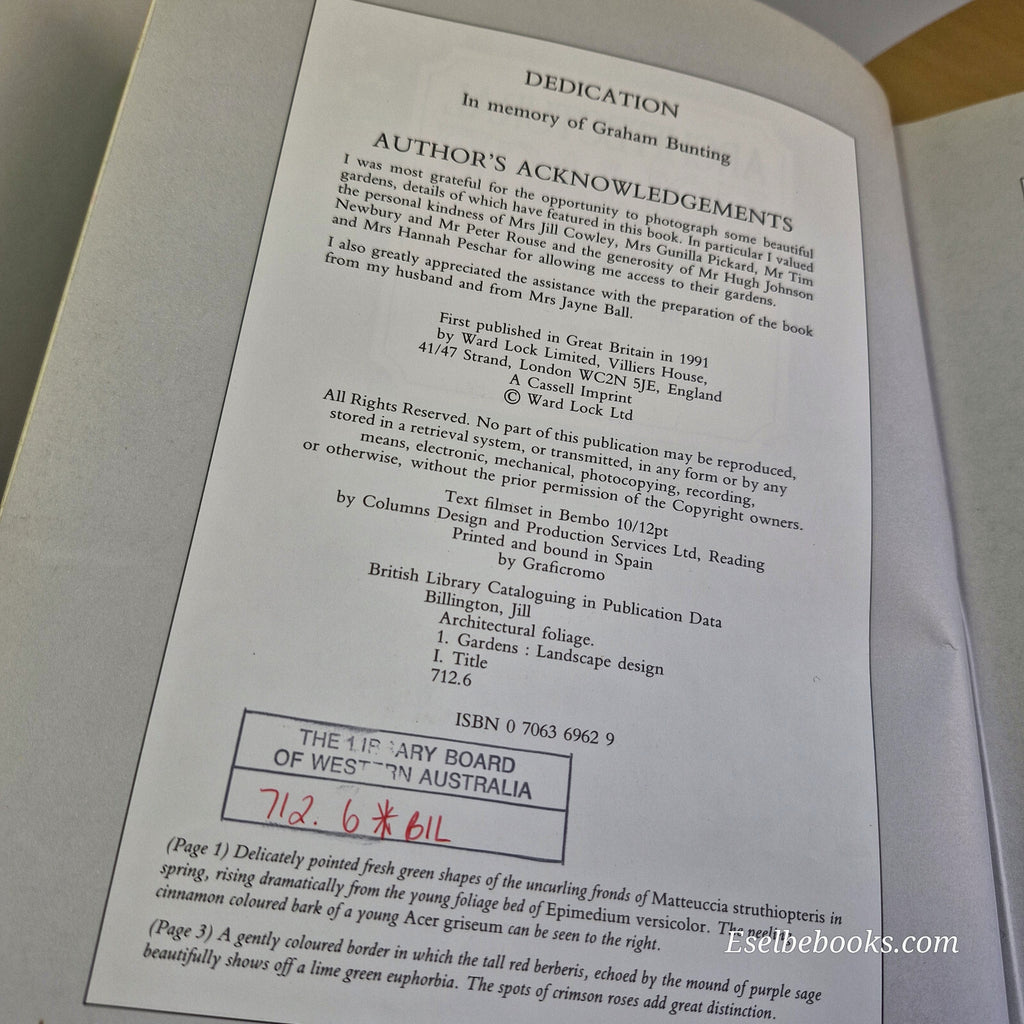 DEDICATION
In memory of Graham Bunting
AUTHOR'S ACKNOWLEDGEMENTS
I was most grateful for the opportunity to photograph some beautiful
gardens, details of which have featured in this book. In particular I valued
the personal kindness of Mrs Jill Cowley, Mrs Gunilla Pickard, Mr Tim
Newbury and Mr Peter Rouse and the generosity of Mr Hugh Johnson
and Mrs Hannah Peschar for allowing me access to their gardens.
I also greatly appreciated the assistance with the preparation of the book
from my husband and from Mrs Jayne Ball.
First published in Great Britain in 1991
by Ward Lock Limited, Villiers House,
41/47 Strand, London WC2N 5JE, England
A Cassell Imprint
© Ward Lock Ltd
All Rights Reserved. No part of this publication may be reproduced,
stored in a retrieval system, or transmitted, in any form or by any
means, electronic, mechanical, photocopying, recording,
or otherwise, without the prior permission of the Copyright owners.
Text filmset in Bembo 10/12pt
by Columns Design and Production Services Ltd, Reading
Printed and bound in Spain
by Graficromo
British Library Cataloguing in Publication Data
Billington, Jill
Architectural foliage.
1. Gardens : Landscape design
I. Title
712.6
ISBN 0 7063 6962 9
THE LIBRARY BOARD
OF WESTERN AUSTRALIA
712. 6 * BIL
(Page 1) Delicately pointed fresh green shapes of the uncurling fronds of Matteuccia struthiopteris in
spring, rising dramatically from the young foliage bed of Epimedium versicolor. The peeling
cinnamon coloured bark of a young Acer griseum can be seen to the right.
(Page 3) A gently coloured border in which the tall red berberis, echoed by the mound of purple sage
beautifully shows off a lime green euphorbia. The spots of crimson roses add great distinction.
Eselbebooks.com